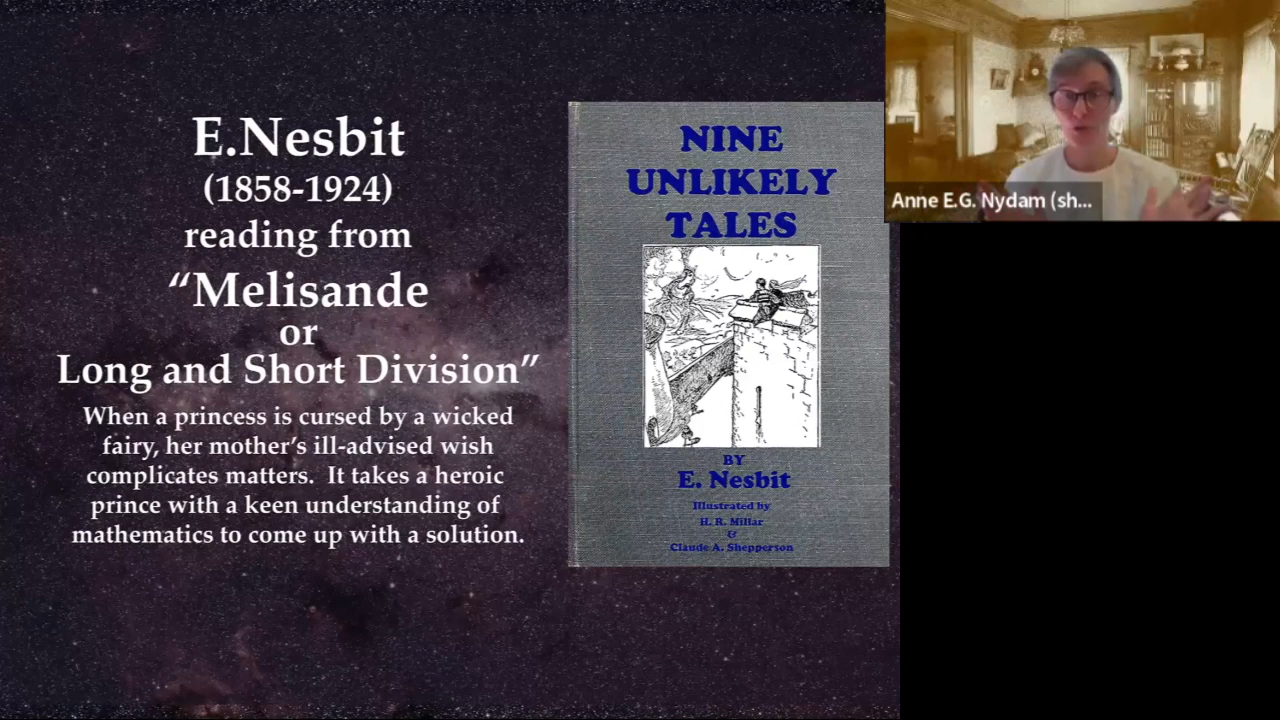 E.Nesbit
(1858-1924)
reading from
“Melisande
or
Long and Short Division”
When a princess is cursed by a wicked
fairy, her mother’s ill-advised wish
complicates matters.  It takes a heroic
prince with a keen understanding of
mathematics to come up with a solution.
NINE
UNLIKELY
TALES
BY
E. Nesbit
Illustrated by
H. R. Millar
&
Claude A. Shepperson
Anne E.G. Nydam (sh...